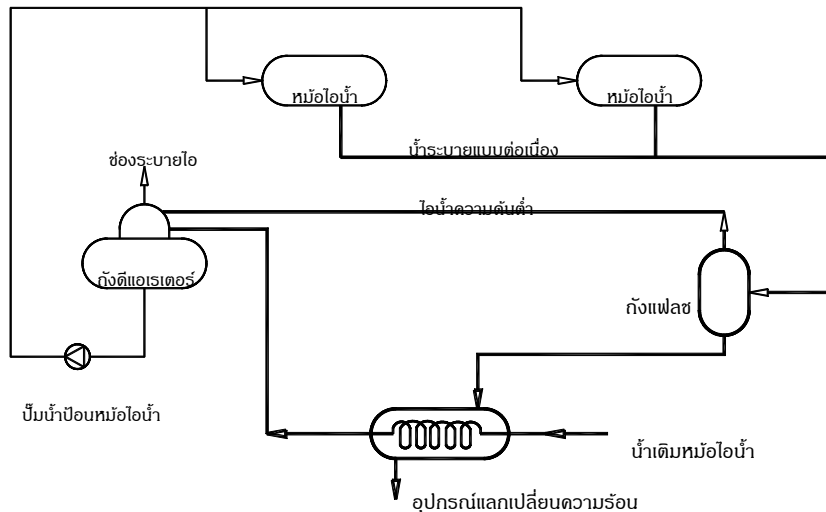 หม้อไอน้ำ
หม้อไอน้ำ
น้ำระบายแบบต่อเนื่อง
ช่องระบายไอ
ไอน้ำความดันต่ำ
ถังดีแอเรเตอร์
ถังแฟลซ
ปั๊มน้ำป้อนหม้อไอน้ำ
น้ำเติมหม้อไอน้ำ
อุปกรณ์แลกเปลี่ยนความร้อน